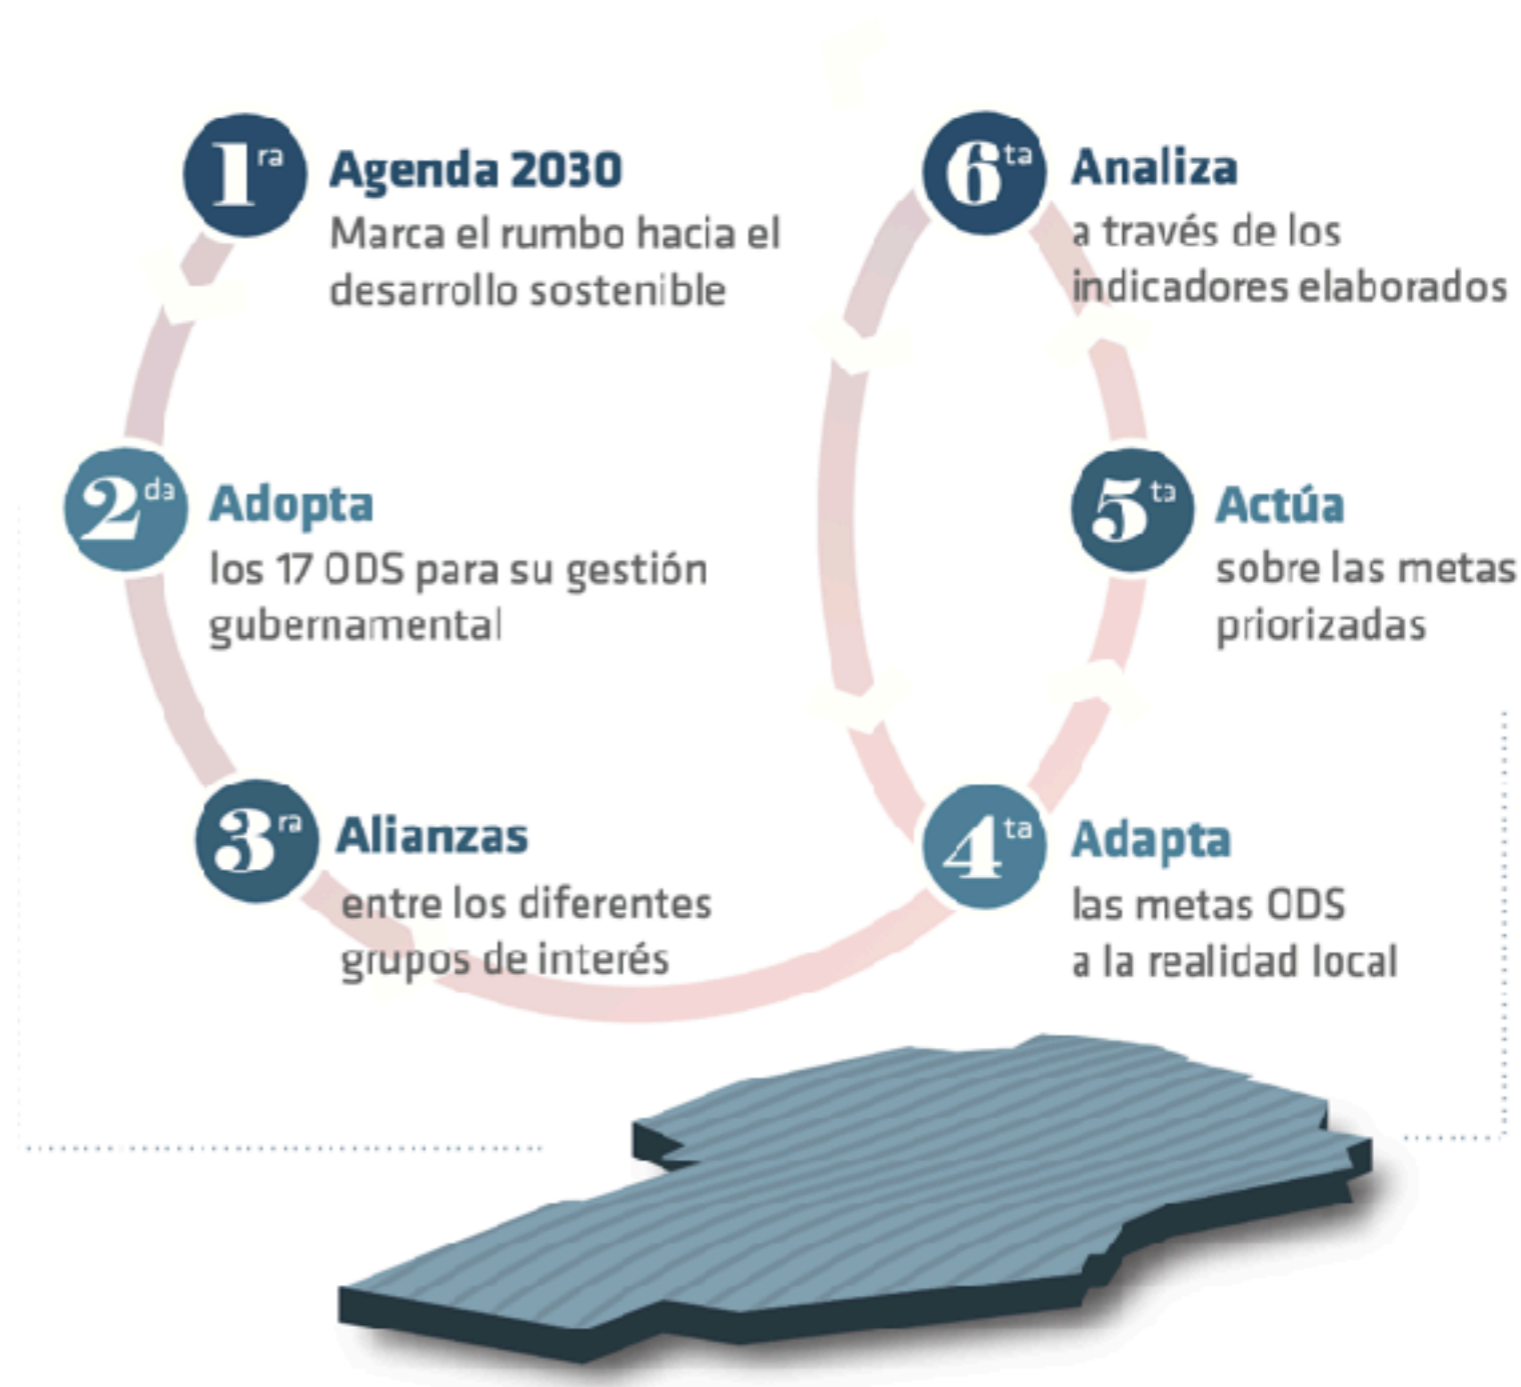 1ra Agenda 2030
Marca el rumbo hacia el
desarrollo sostenible
2da Adopta
los 17 ODS para su gestión
gubernamental
3ra Alianzas
entre los diferentes
grupos de interés
4ta Adapta
las metas ODS
a la realidad local
5ta Actúa
sobre las metas
priorizadas
6ta Analiza
a través de los
indicadores elaborados